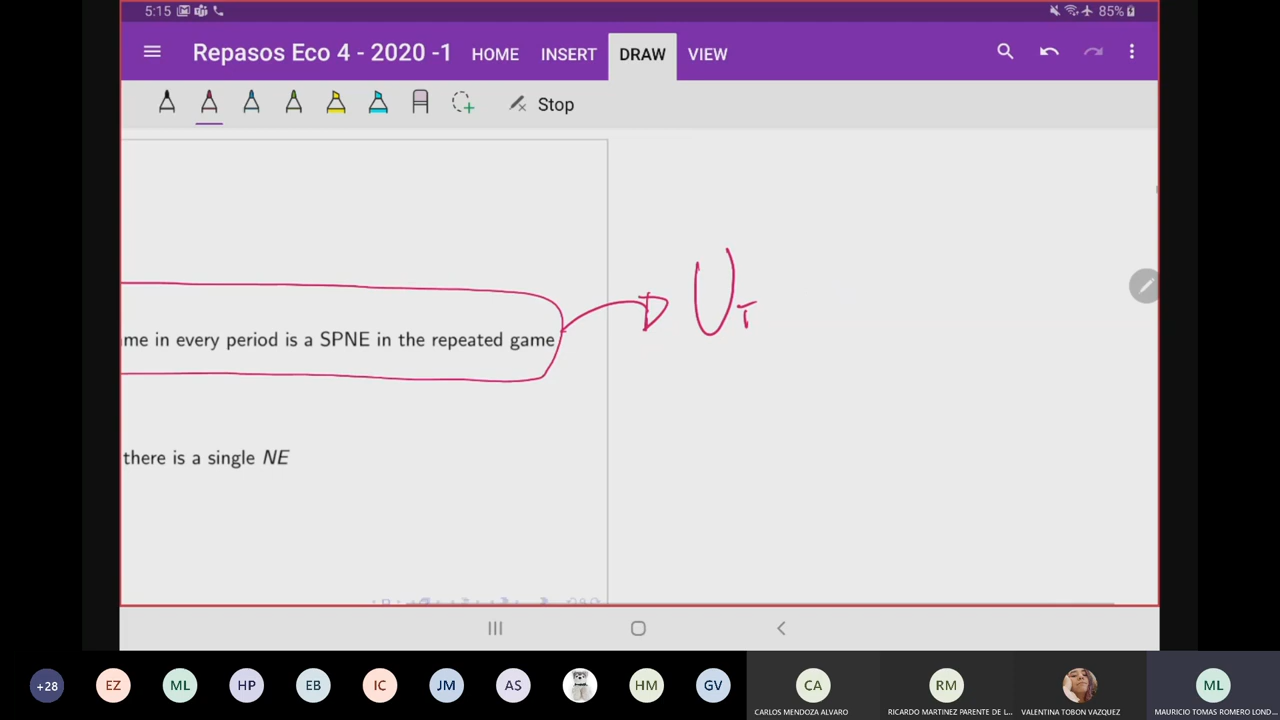 5:15 85%
Repasos Eco 4 - 2020 -1 HOME INSERT DRAW VIEW
Stop
U
me in every period is a SPNE in the repeated game
there is a single NE
+28 EZ ML HP EB IC JM AS HM GV CA RM ML
CARLOS MENDOZA ALVARO RICARDO MARTINEZ PARENTE DE L... VALENTINA TOBON VAZQUEZ MAURICIO TOMAS ROMERO LOND...